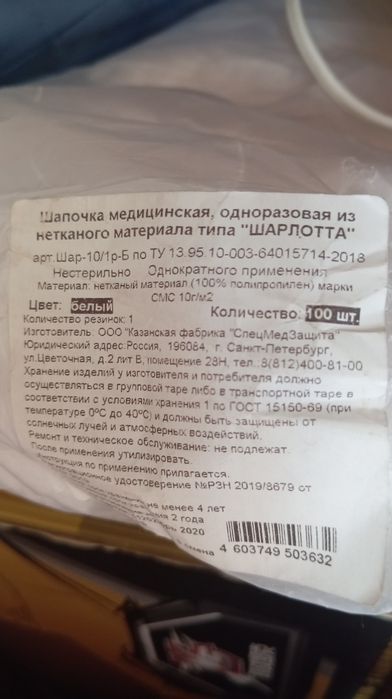 Шапочка медицинская, одноразовая из
нетканого материала типа "ШАРЛОТТА"
арт.Шар-10/1р-Б по ТУ 13.95.10-003-64015714-2018
Нестерильно Однократного применения
Материал: нетканый материал (100% полипропилен) марки
СМС 10г/м2
Цвет: белый Количество: 100 шт.
Количество резинок: 1
Изготовитель: ООО "Казанская фабрика "СпецМедЗащита"
Юридический адрес:Россия, 196084, г. Санкт-Петербург,
ул.Цветочная, д.2 лит В, помещение 28Н, тел..8(812)400-81-00
Хранение изделий у изготовителя и потребителя должно
осуществляться в групповой таре либо в транспортной таре в
соответствии с условиями хранения 1 по ГОСТ 15150-69 (при
температуре 0ºС до 40ºС) и должны быть защищены от
солнечных лучей и атмосферных воздействий.
Ремонт и техническое обслуживание: не подлежат.
После применения утилизировать.
Инструкция по применению прилагается.
удостоверение №РЗН 2019/8679 от
не менее 4 лет
2 года
2020
смена
4 603749 503632